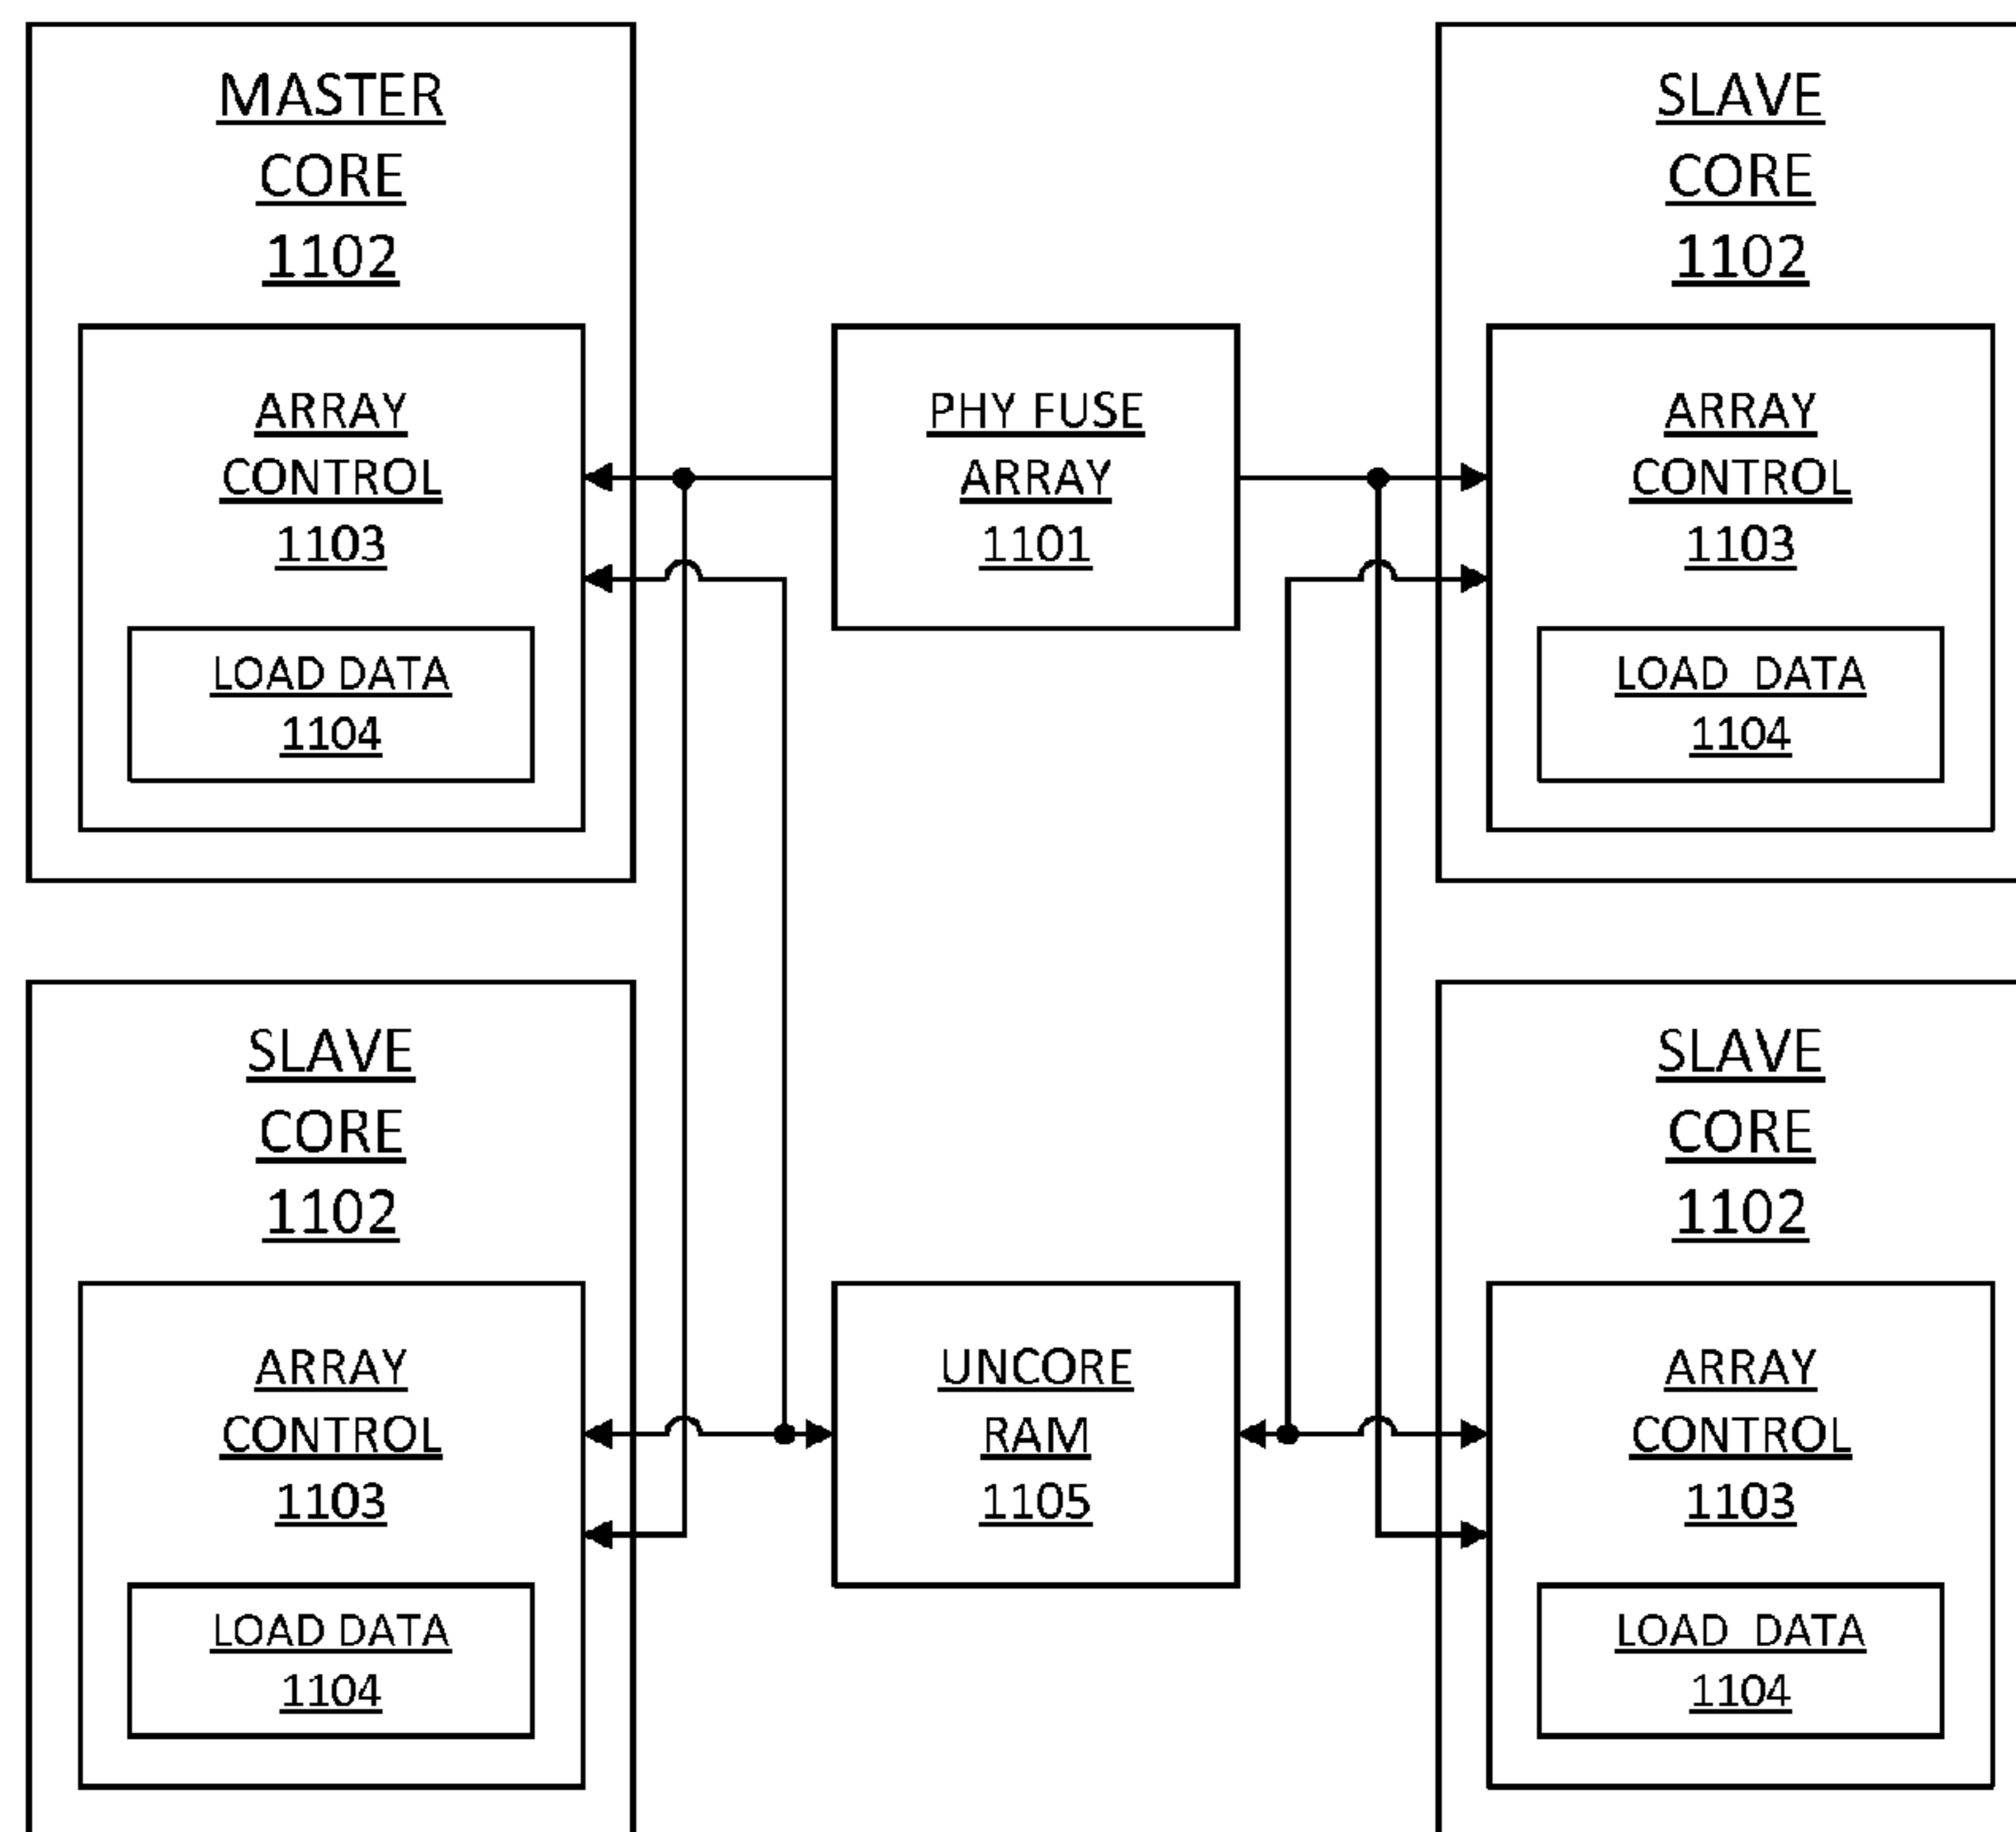 MASTER
CORE
1102
ARRAY
CONTROL
1103
LOAD DATA
1104
PHY FUSE
ARRAY
1101
SLAVE
CORE
1102
ARRAY
CONTROL
1103
LOAD DATA
1104
SLAVE
CORE
1102
ARRAY
CONTROL
1103
LOAD DATA
1104
UNCORE
RAM
1105
SLAVE
CORE
1102
ARRAY
CONTROL
1103
LOAD DATA
1104